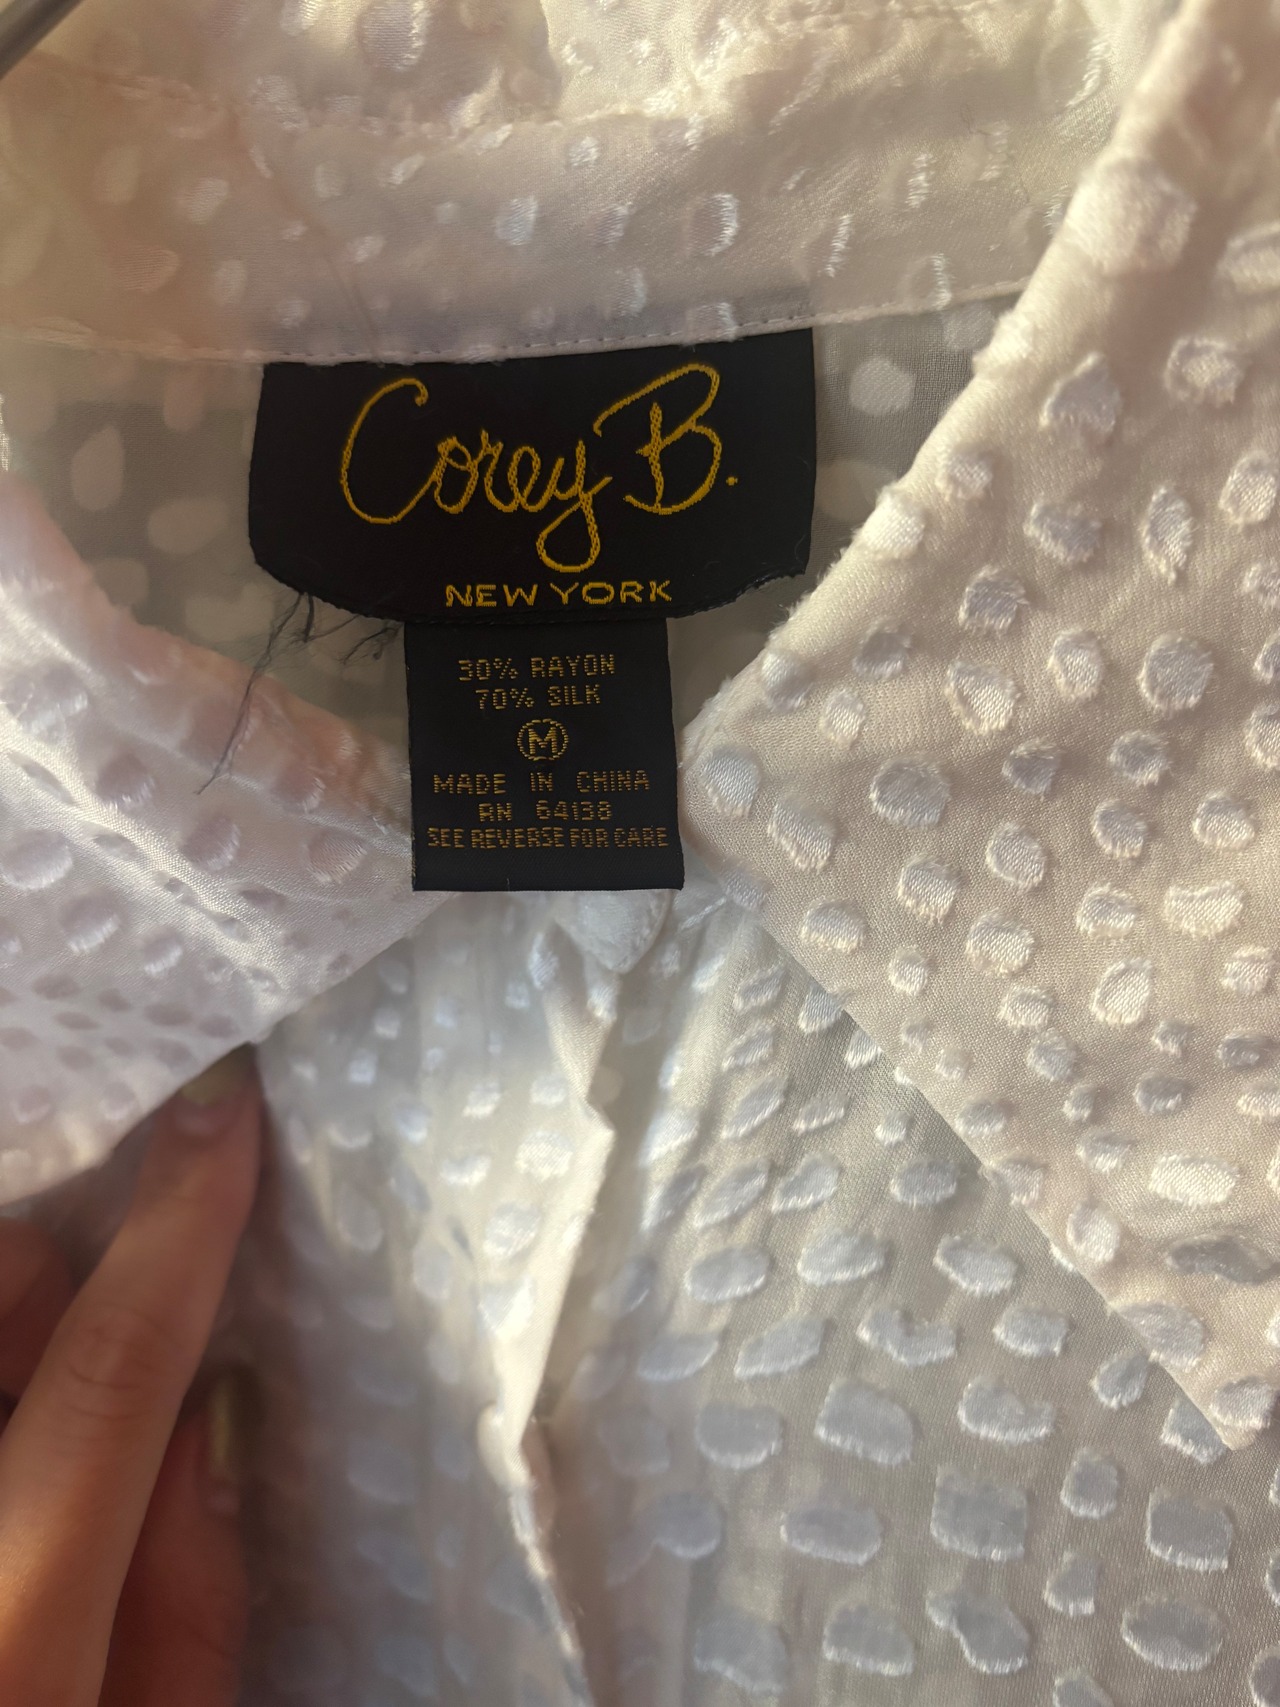 Corey B.
NEW YORK
30% RAYON
70% SILK
M
MADE IN CHINA
RN 64138
SEE REVERSE FOR CARE